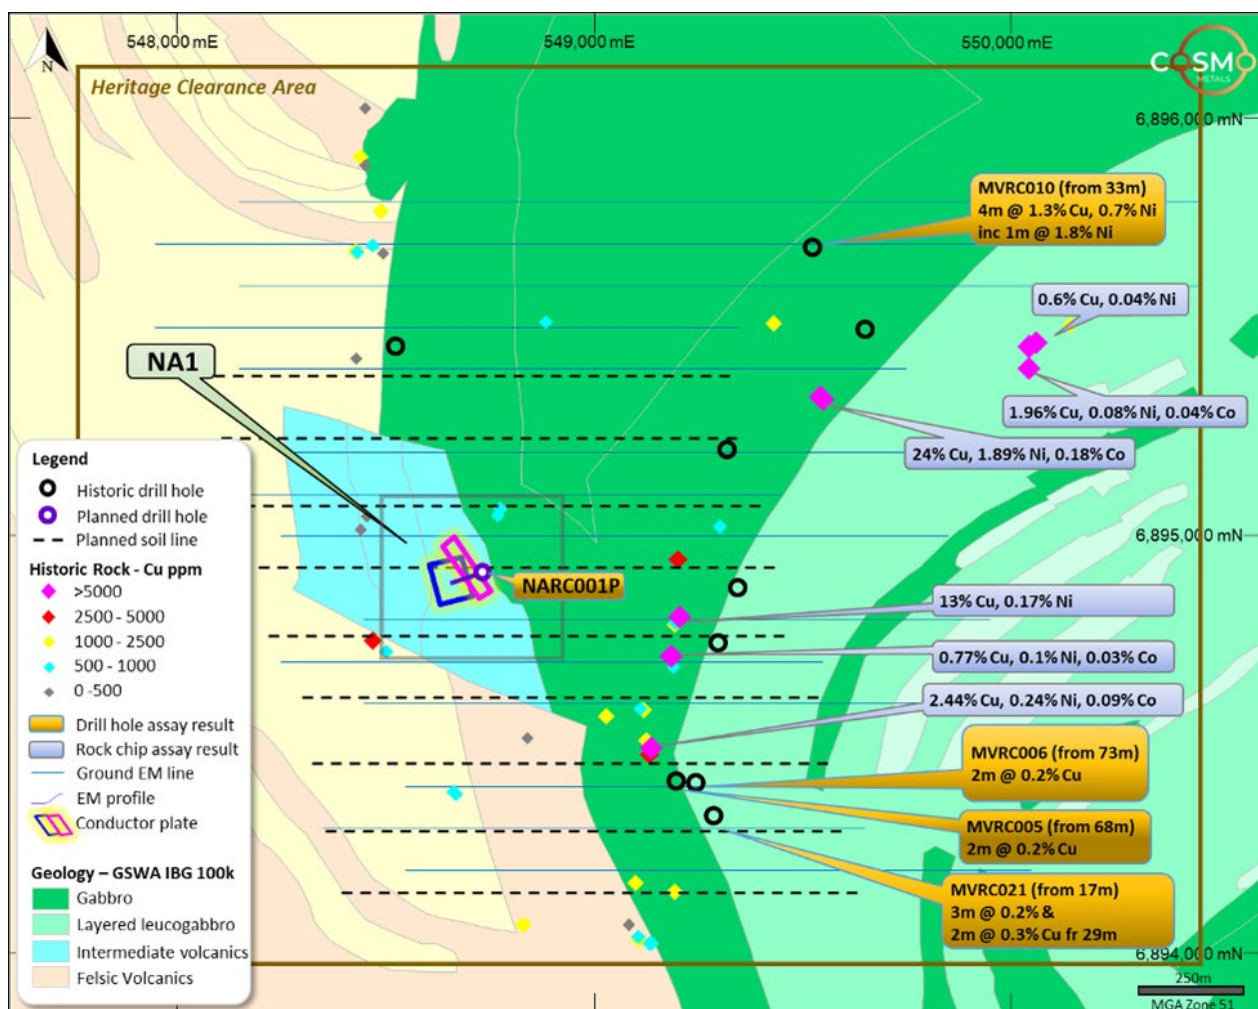 548,000 mE
549,000 mE
550,000 mE
COSMO
METALS
N
Heritage Clearance Area
6,896,000 mN
MVRC010 (from 33m)
4m @ 1.3% Cu, 0.7% Ni
inc 1m @ 1.8% Ni
0.6% Cu, 0.04% Ni
NA1
1.96% Cu, 0.08% Ni, 0.04% Co
24% Cu, 1.89% Ni, 0.18% Co
6,895,000 mN
NARC001P
13% Cu, 0.17% Ni
0.77% Cu, 0.1% Ni, 0.03% Co
2.44% Cu, 0.24% Ni, 0.09% Co
MVRC006 (from 73m)
2m @ 0.2% Cu
MVRC005 (from 68m)
2m @ 0.2% Cu
MVRC021 (from 17m)
3m @ 0.2% &
2m @ 0.3% Cu fr 29m
6,894,000 mN
250m
MGA Zone 51
Legend
Historic drill hole
Planned drill hole
Planned soil line
Historic Rock - Cu ppm
>5000
2500 - 5000
1000 - 2500
500 - 1000
0 -500
Drill hole assay result
Rock chip assay result
Ground EM line
EM profile
Conductor plate
Geology – GSWA IBG 100k
Gabbro
Layered leucogabbro
Intermediate volcanics
Felsic Volcanics